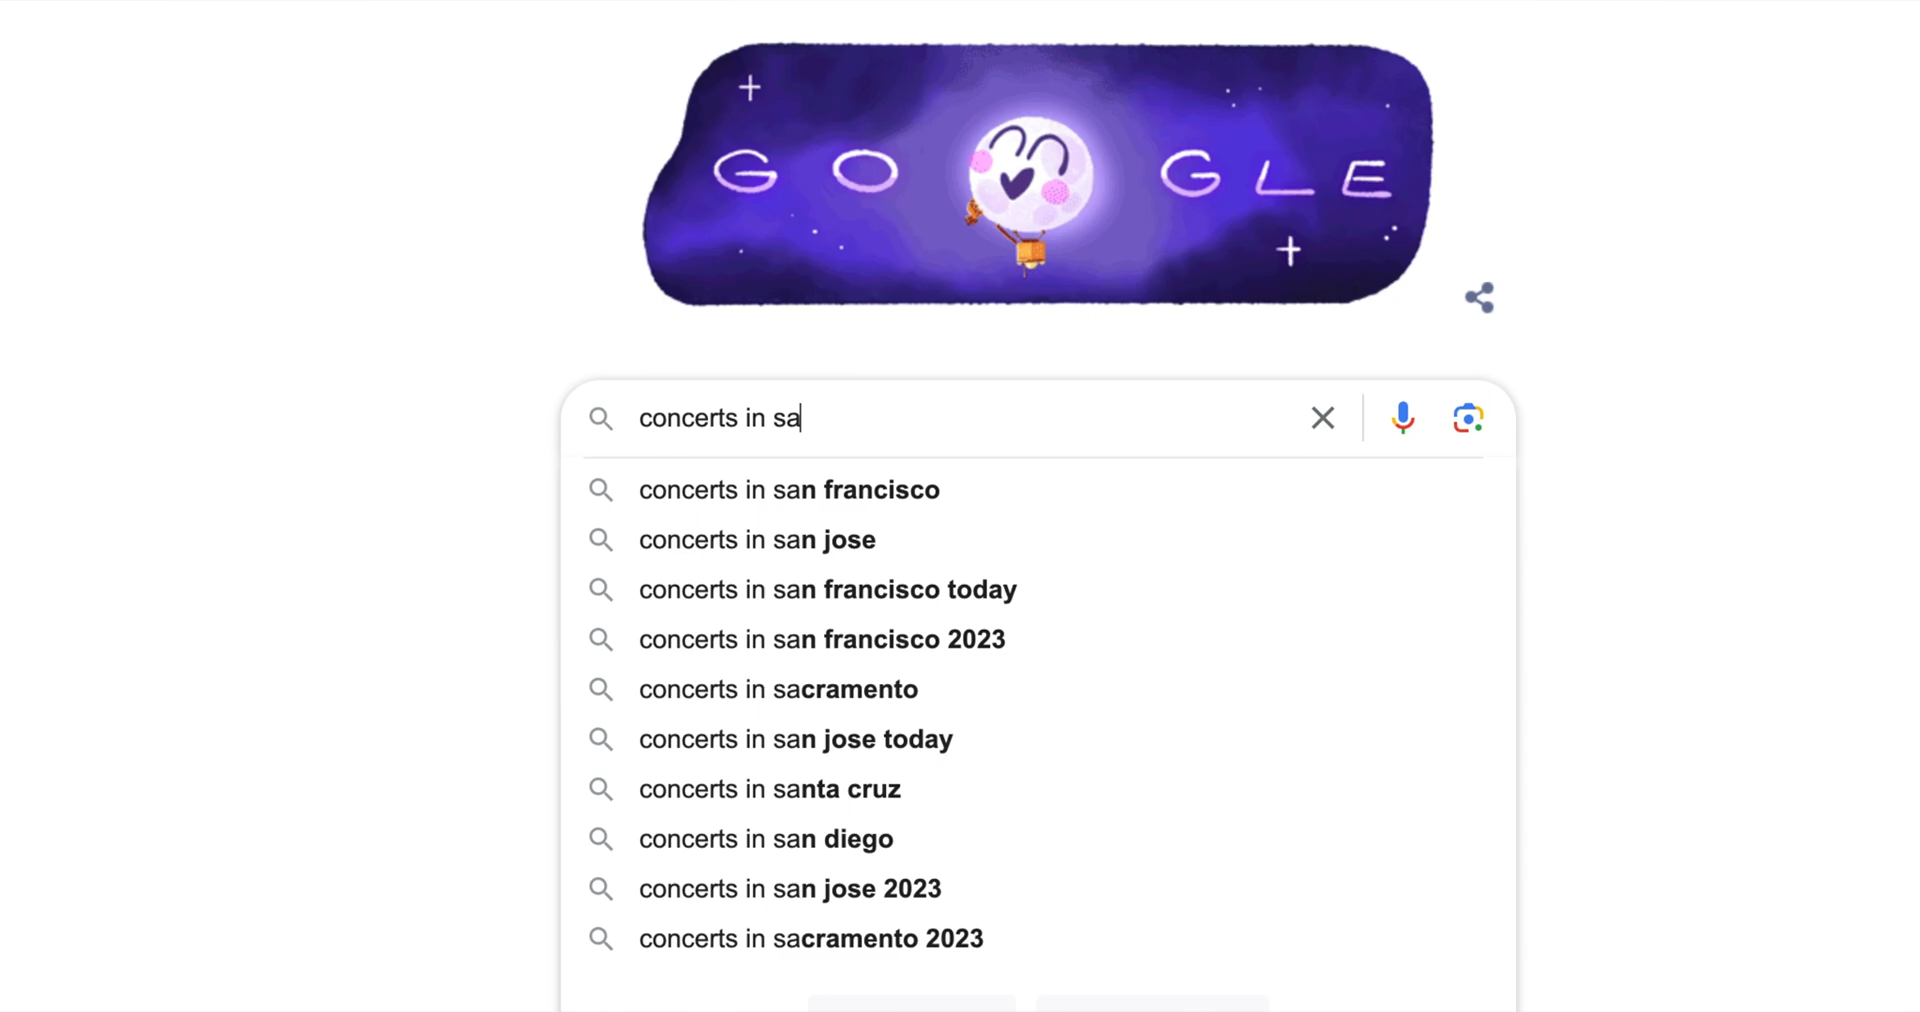 GO GLE
concerts in sa
concerts in san francisco
concerts in san jose
concerts in san francisco today
concerts in san francisco 2023
concerts in sacramento
concerts in san jose today
concerts in santa cruz
concerts in san diego
concerts in san jose 2023
concerts in sacramento 2023